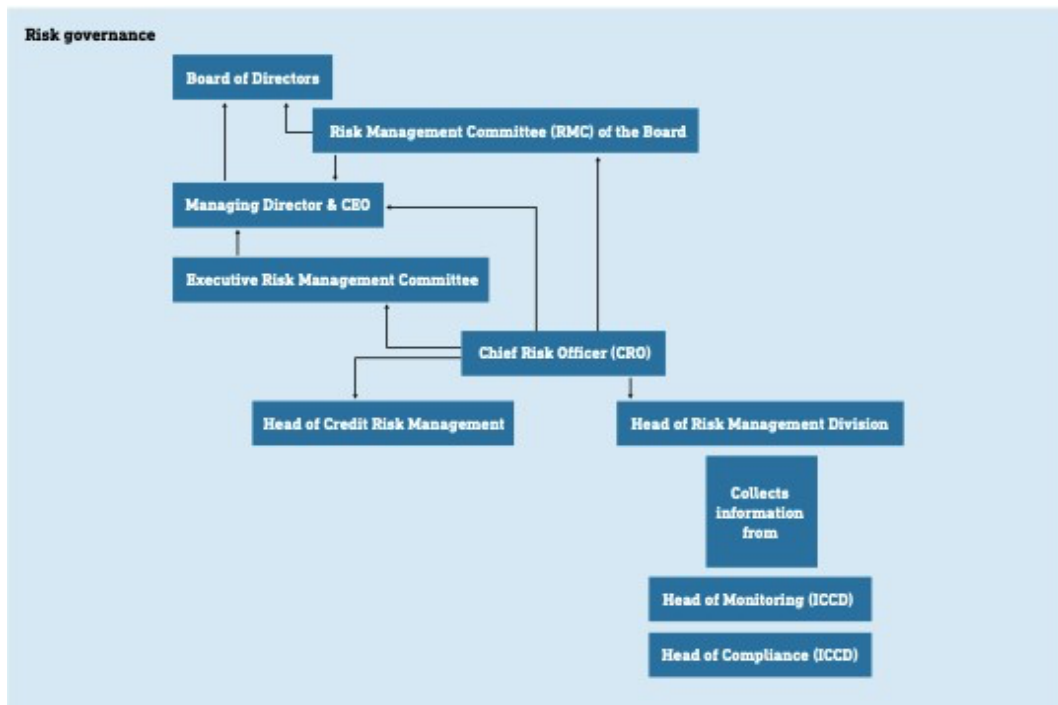 Risk governance
Board of Directors
Risk Management Committee (RMC) of the Board
Managing Director & CEO
Executive Risk Management Committee
Chief Risk Officer (CRO)
Head of Credit Risk Management
Head of Risk Management Division
Collects
information
from
Head of Monitoring (ICCD)
Head of Compliance (ICCD)